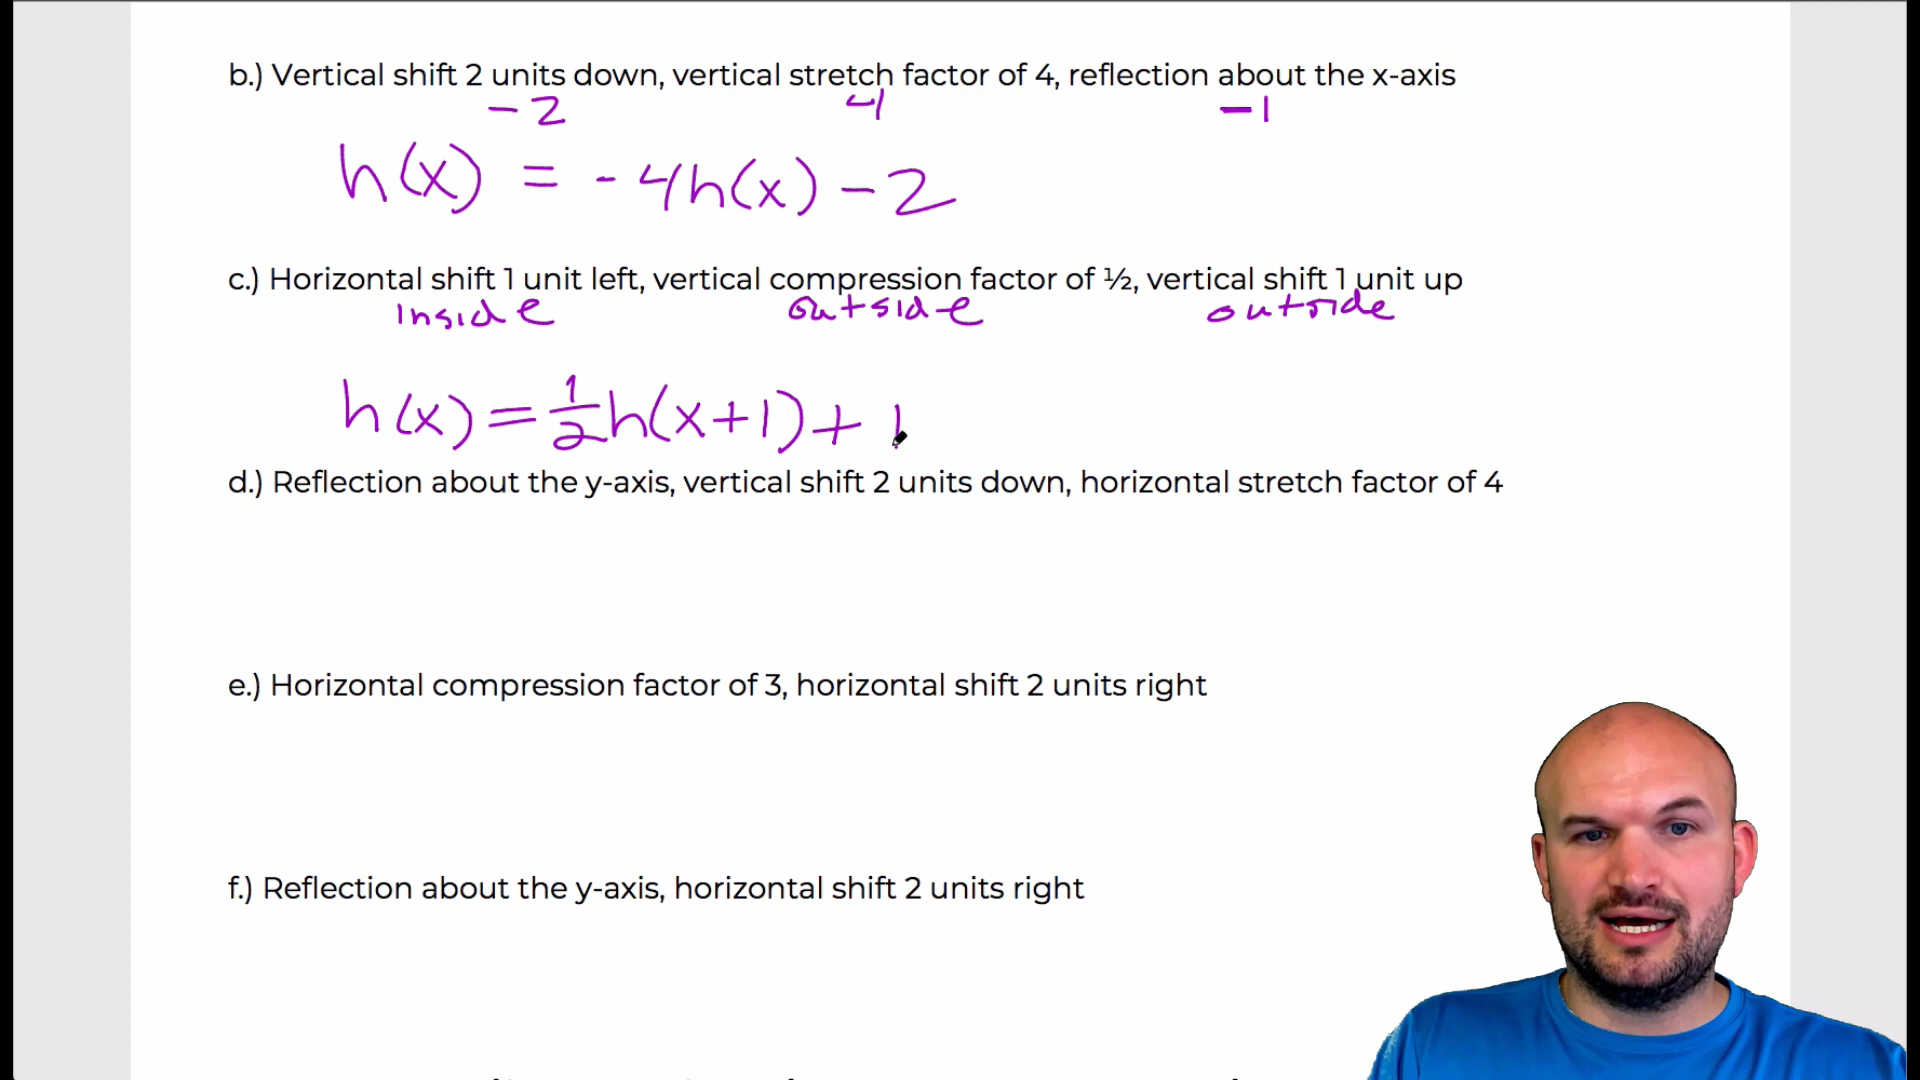 b.) Vertical shift 2 units down, vertical stretch factor of 4, reflection about the x-axis
-2 4 -1
h(x) = -4h(x) -2
c.) Horizontal shift 1 unit left, vertical compression factor of ½, vertical shift 1 unit up
inside outside outside
h(x) = 1/2 h(x+1)+1
d.) Reflection about the y-axis, vertical shift 2 units down, horizontal stretch factor of 4
e.) Horizontal compression factor of 3, horizontal shift 2 units right
f.) Reflection about the y-axis, horizontal shift 2 units right